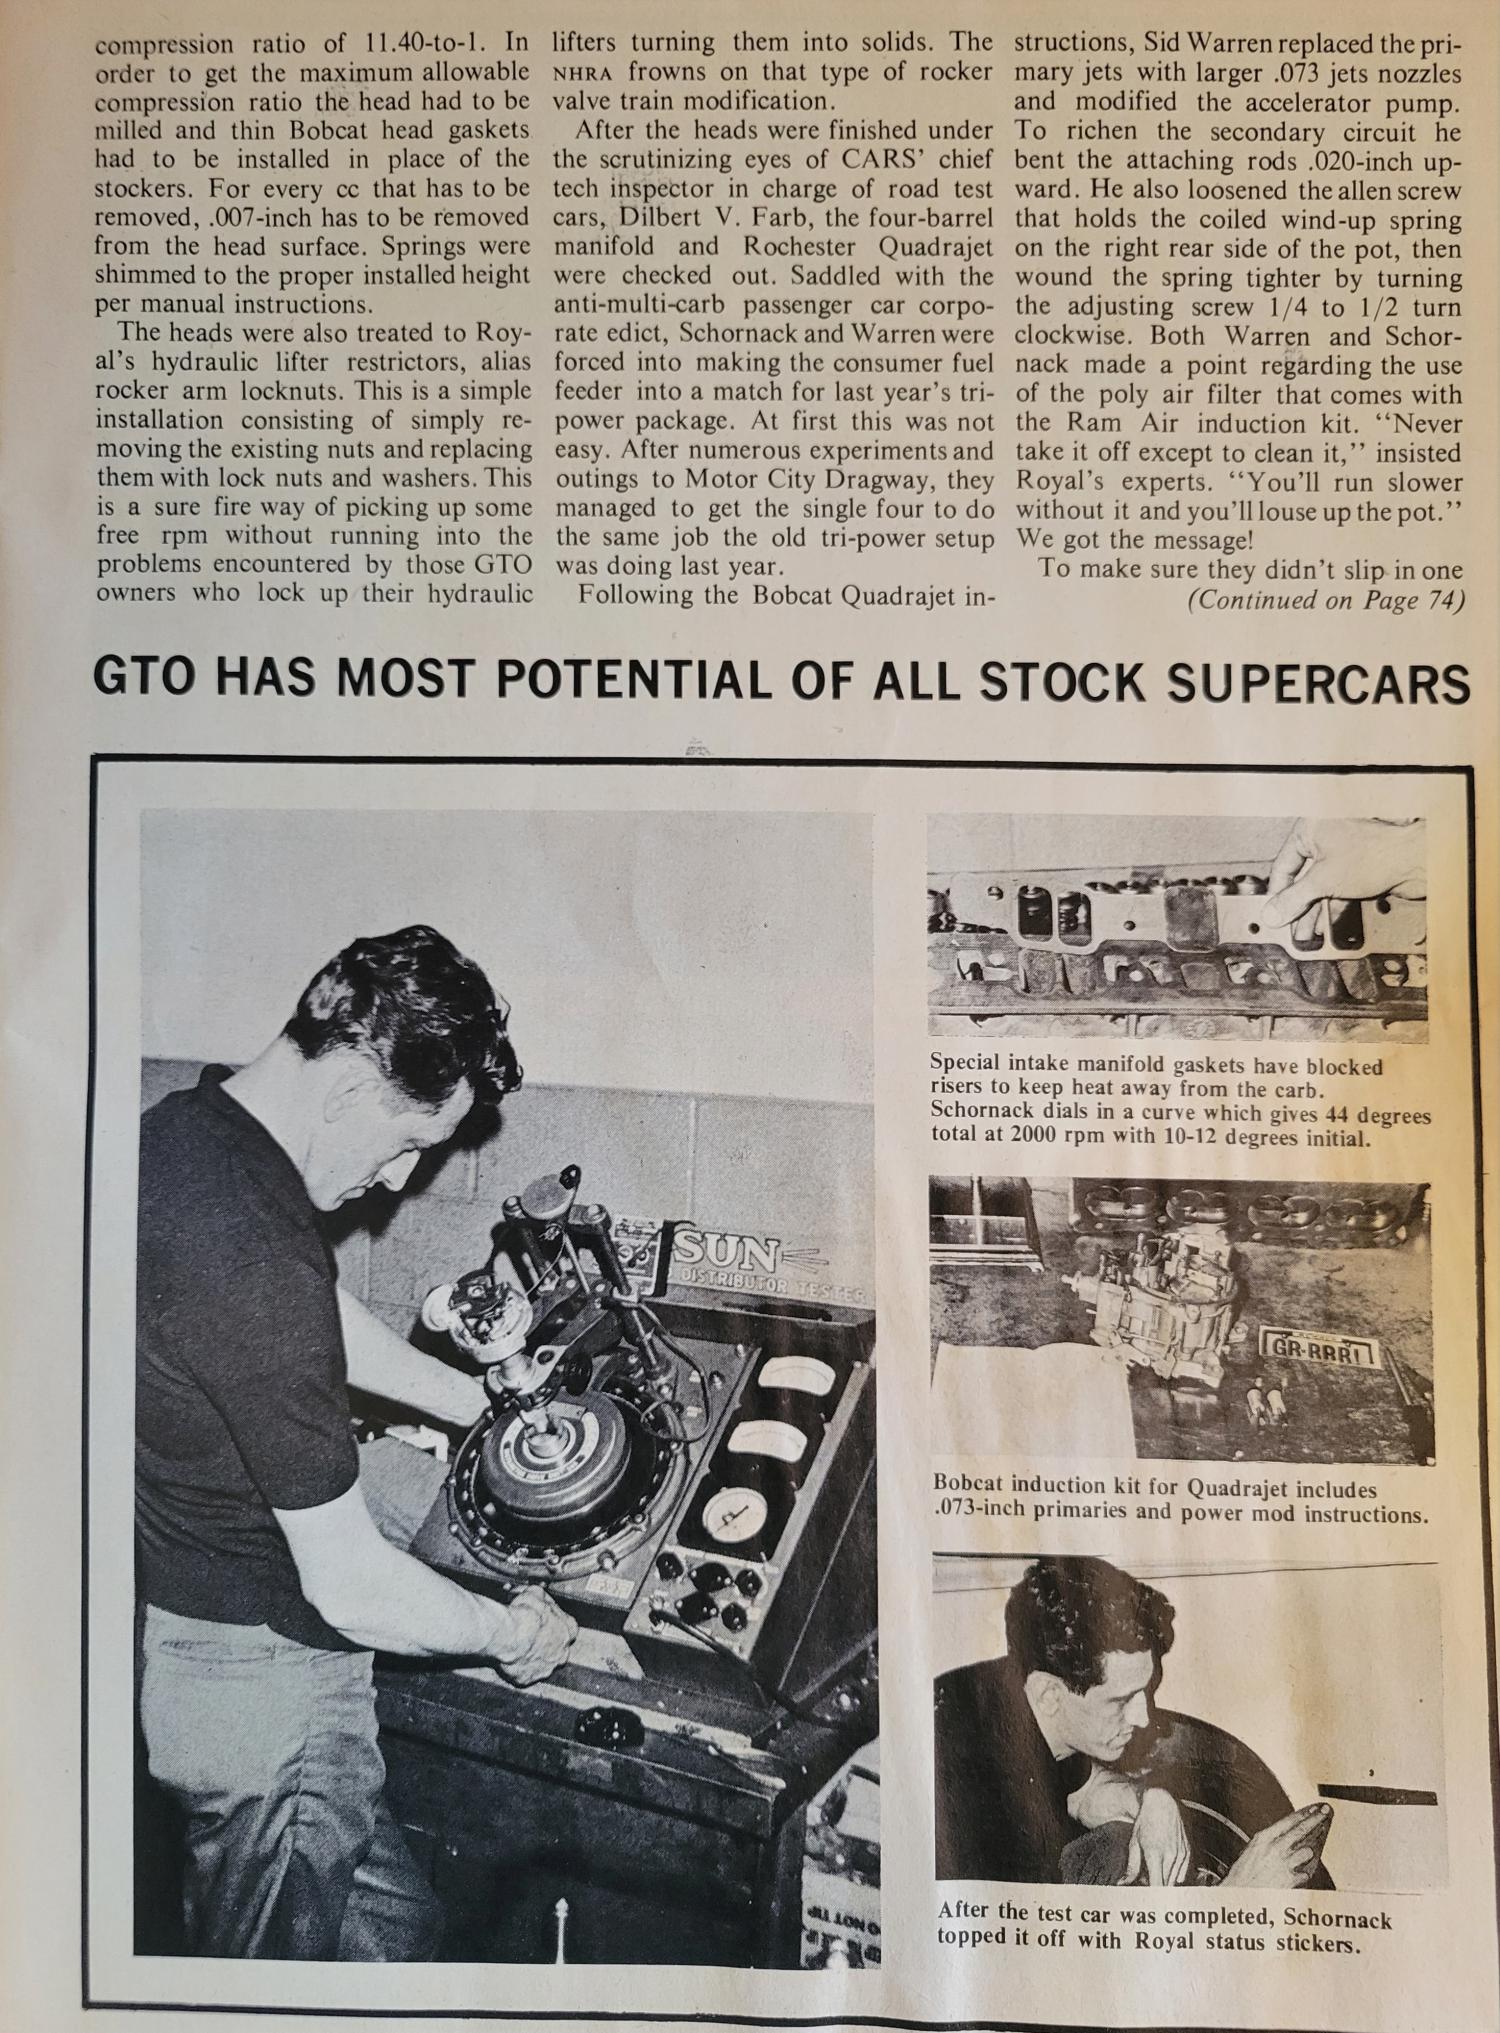 compression ratio of 11.40-to-1. In
order to get the maximum allowable
compression ratio the head had to be
milled and thin Bobcat head gaskets
had to be installed in place of the
stockers. For every cc that has to be
removed, .007-inch has to be removed
from the head surface. Springs were
shimmed to the proper installed height
per manual instructions.
The heads were also treated to Roy-
al's hydraulic lifter restrictors, alias
rocker arm locknuts. This is a simple
installation consisting of simply re-
moving the existing nuts and replacing
them with lock nuts and washers. This
is a sure fire way of picking up some
free rpm without running into the
problems encountered by those GTO
owners who lock up their hydraulic
lifters turning them into solids. The
NHRA frowns on that type of rocker
valve train modification.
After the heads were finished under
the scrutinizing eyes of CARS' chief
tech inspector in charge of road test
cars, Dilbert V. Farb, the four-barrel
manifold and Rochester Quadrajet
were checked out. Saddled with the
anti-multi-carb passenger car corpo-
rate edict, Schornack and Warren were
forced into making the consumer fuel
feeder into a match for last year's tri-
power package. At first this was not
easy. After numerous experiments and
outings to Motor City Dragway, they
managed to get the single four to do
the same job the old tri-power setup
was doing last year.
Following the Bobcat Quadrajet in-
structions, Sid Warren replaced the pri-
mary jets with larger .073 jets nozzles
and modified the accelerator pump.
To richen the secondary circuit he
bent the attaching rods .020-inch up-
ward. He also loosened the allen screw
that holds the coiled wind-up spring
on the right rear side of the pot, then
wound the spring tighter by turning
the adjusting screw 1/4 to 1/2 turn
clockwise. Both Warren and Schor-
nack made a point regarding the use
of the poly air filter that comes with
the Ram Air induction kit. "Never
take it off except to clean it," insisted
Royal's experts. "You'll run slower
without it and you'll louse up the pot."
We got the message!
To make sure they didn't slip in one
(Continued on Page 74)
GTO HAS MOST POTENTIAL OF ALL STOCK SUPERCARS
SUN
DISTRIBUTOR TESTER
Special intake manifold gaskets have blocked
risers to keep heat away from the carb.
Schornack dials in a curve which gives 44 degrees
total at 2000 rpm with 10-12 degrees initial.
GR-RRR!
Bobcat induction kit for Quadrajet includes
.073-inch primaries and power mod instructions.
After the test car was completed, Schornack
topped it off with Royal status stickers.